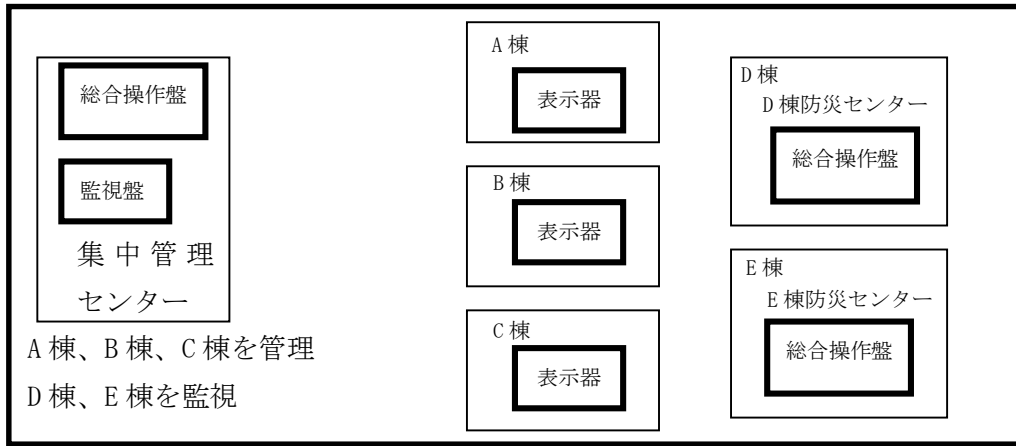 総合操作盤
監視盤
集中管理
センター
A棟、B棟、C棟を管理
D棟、E棟を監視
A棟
表示器
B棟
表示器
C棟
表示器
D棟
D棟防災センター
総合操作盤
E棟
E棟防災センター
総合操作盤